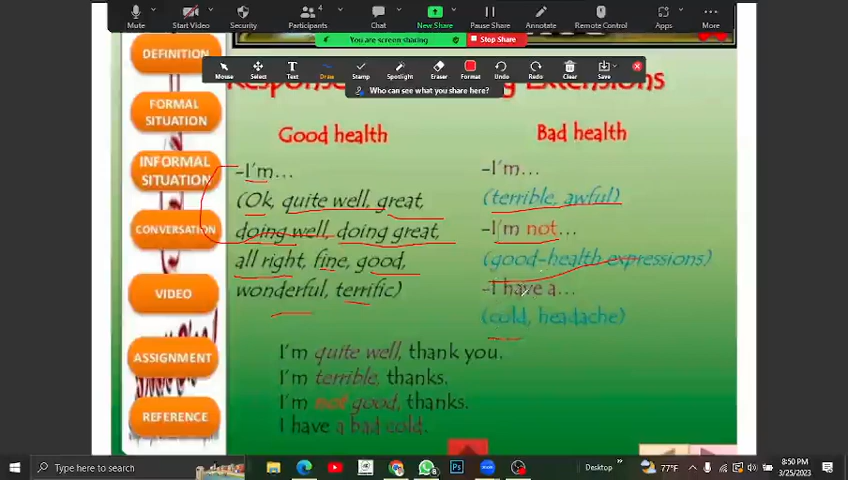 Mute
Start Video
Security
Participants
4
Chat
New Share
Pause Share
Annotate
Remote Control
Apps
More
You are screen sharing
Stop Share
Mouse
Select
Text
Draw
Stamp
Spotlight
Eraser
Format
Undo
Redo
Clear
Save
Who can see what you share here?
Extensions
DEFINITION
FORMAL
SITUATION
INFORMAL
SITUATION
CONVERSATION
VIDEO
ASSIGNMENT
REFERENCE
Good health
-I'm...
(Ok, quite well, great,
doing well, doing great,
all right, fine, good,
wonderful, terrific)
Bad health
-I'm...
(terrible, awful)
-I'm not...
(good-health expressions)
-I have a...
(cold, headache)
I'm quite well, thank you.
I'm terrible, thanks.
I'm not good, thanks.
I have a bad cold.
Type here to search
Desktop
77°F
8:50 PM
3/25/2023